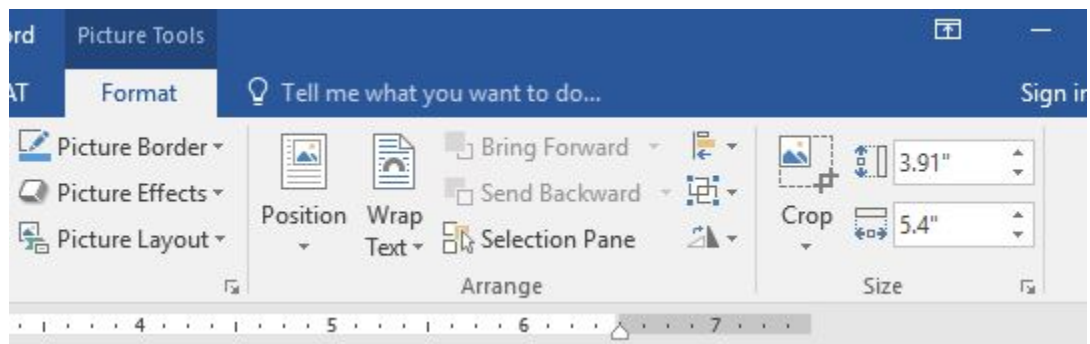 ord Picture Tools
AT Format Tell me what you want to do... Sign in
Picture Border
Picture Effects
Picture Layout
Position
Wrap
Text
Bring Forward
Send Backward
Selection Pane
Crop
3.91"
5.4"
Arrange
Size
4 5 6 7